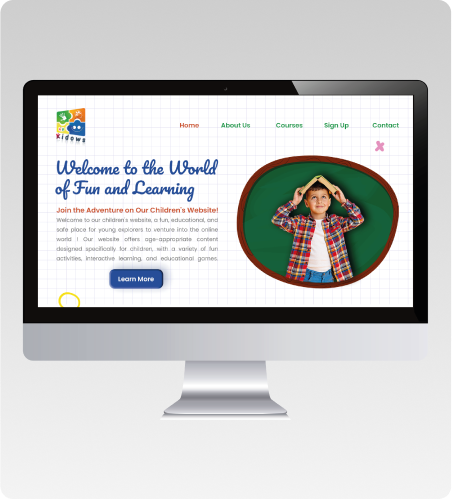 Kidows
Home
About Us
Courses
Sign Up
Contact
Welcome to the World
of Fun and Learning
Join the Adventure on Our Children's Website!
Welcome to our children's website, a fun, educational, and
safe place for young explorers to venture into the online
world ! Our website offers age-appropriate content
designed specifically for children, with a variety of fun
activities, interactive learning, and educational games.
Learn More